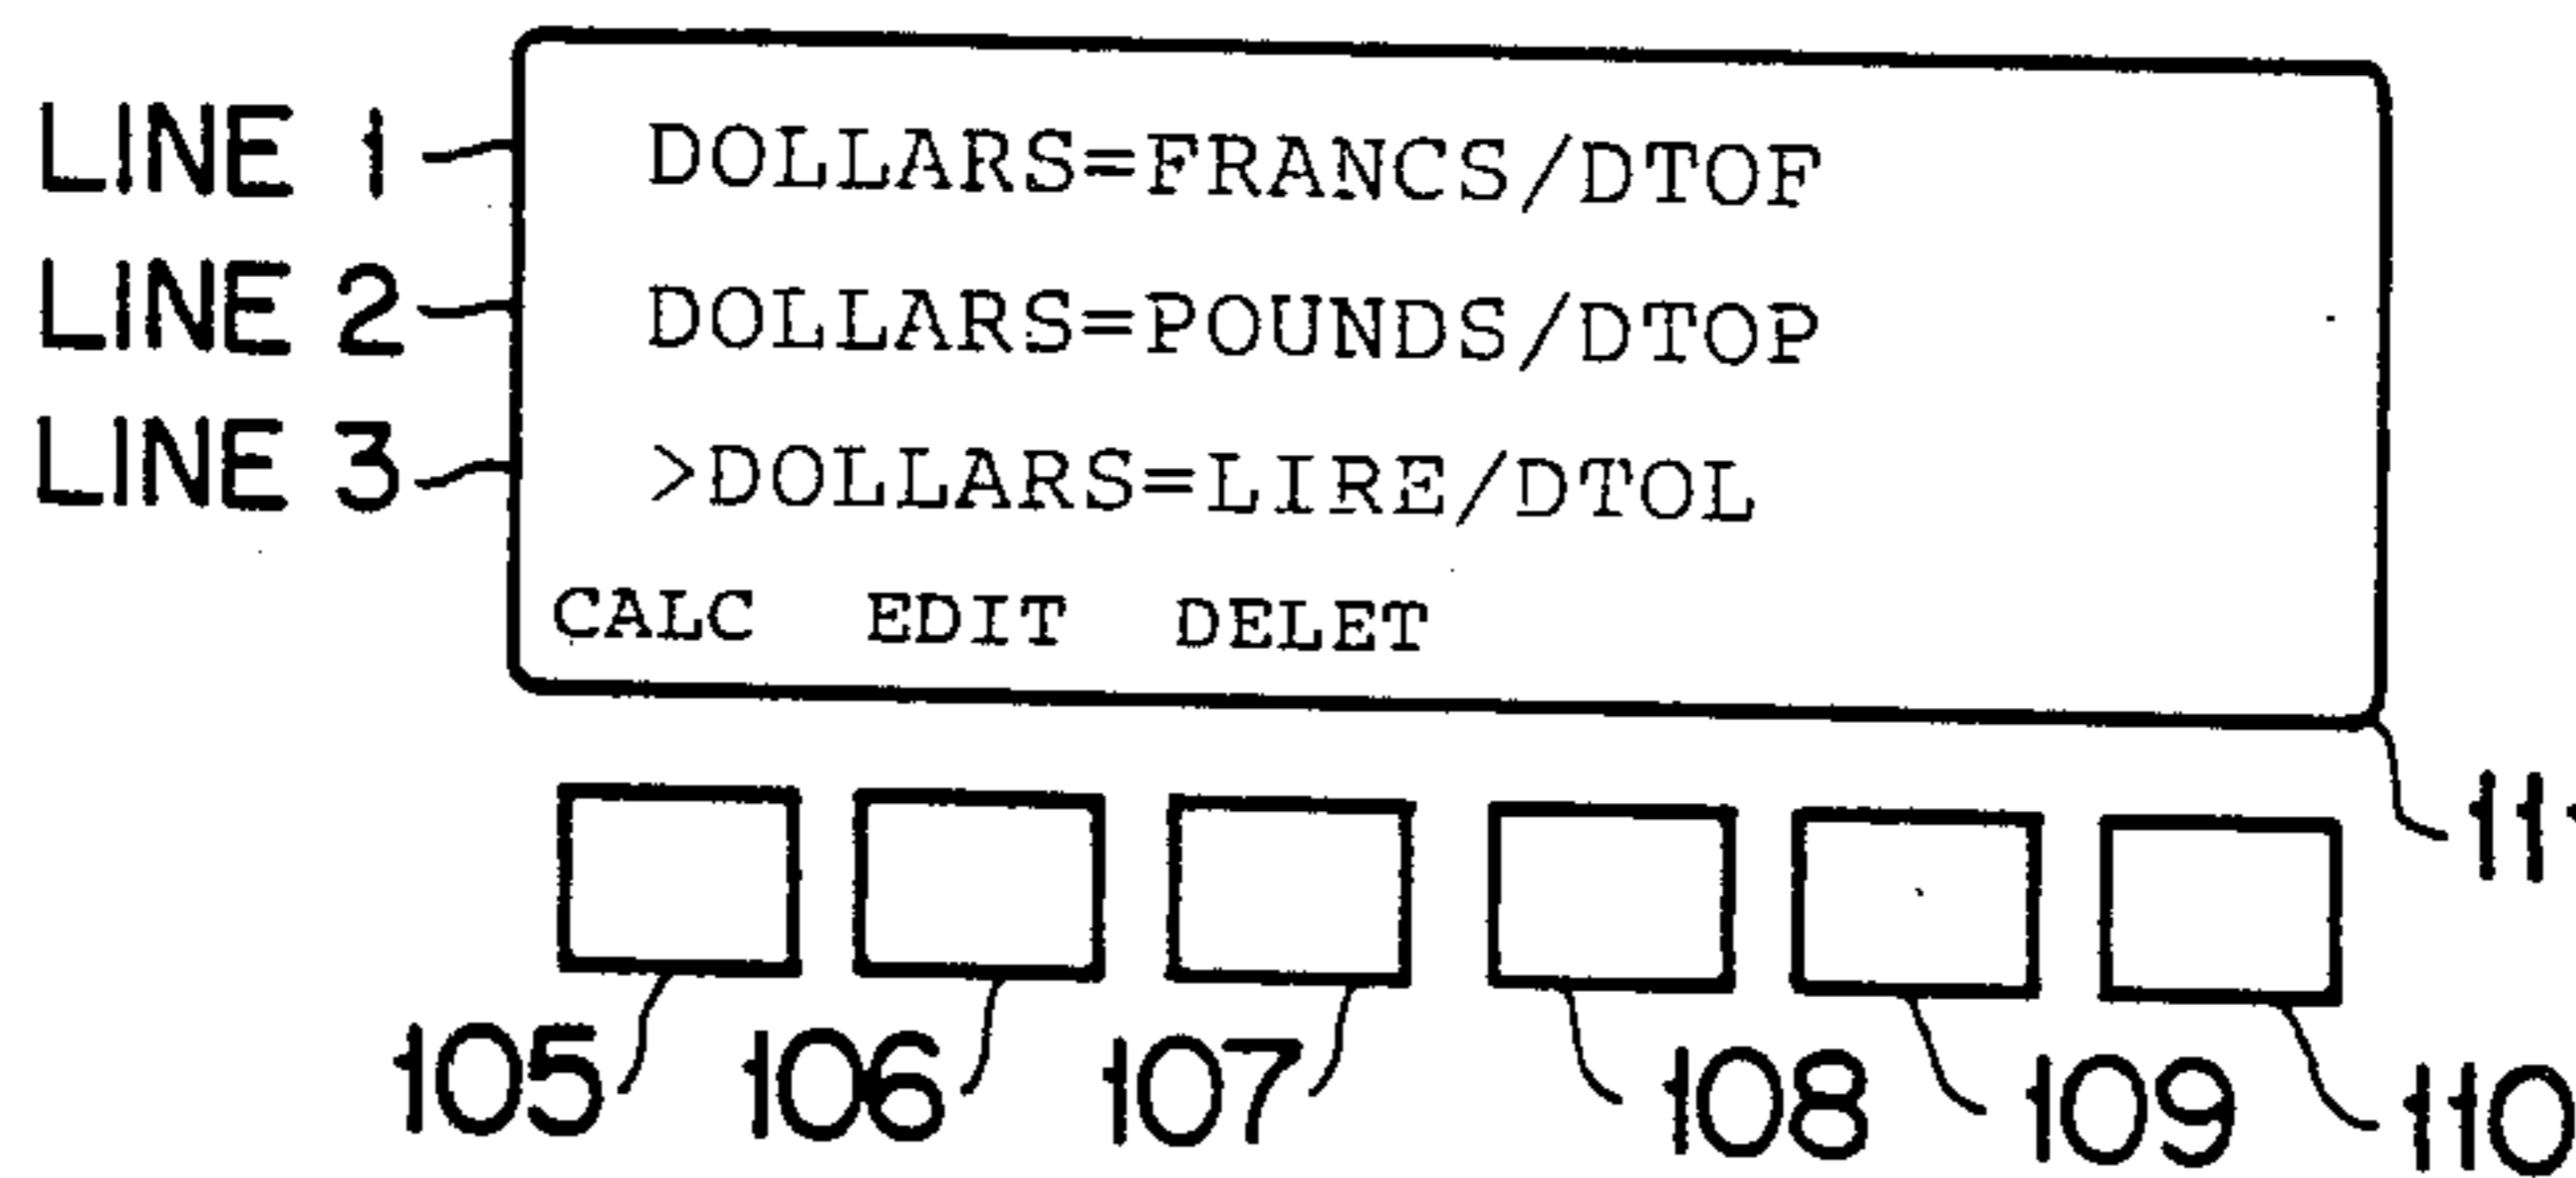 LINE 1 DOLLARS=FRANCS/DTOF
LINE 2 DOLLARS=POUNDS/DTOP
LINE 3 >DOLLARS=LIRE/DTOL
CALC EDIT DELET
105 106 107 108 109 110